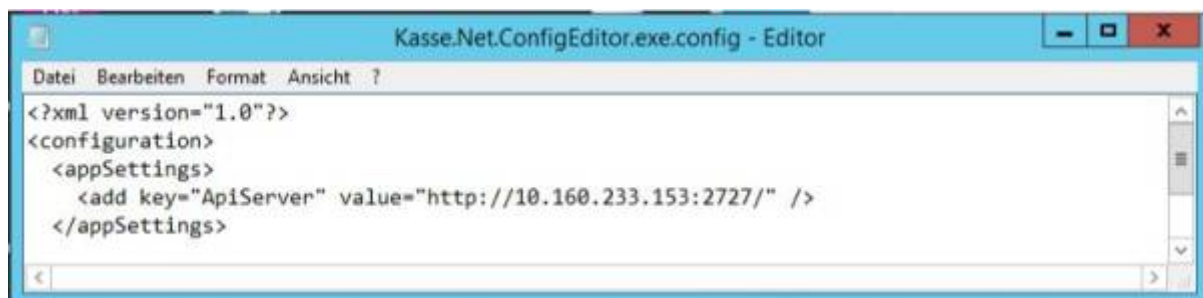 Kasse.Net.ConfigEditor.exe.config - Editor
Datei Bearbeiten Format Ansicht ?
<?xml version="1.0"?>
<configuration>
<appSettings>
<add key="ApiServer" value="http://10.160.233.153:2727/" />
</appSettings>